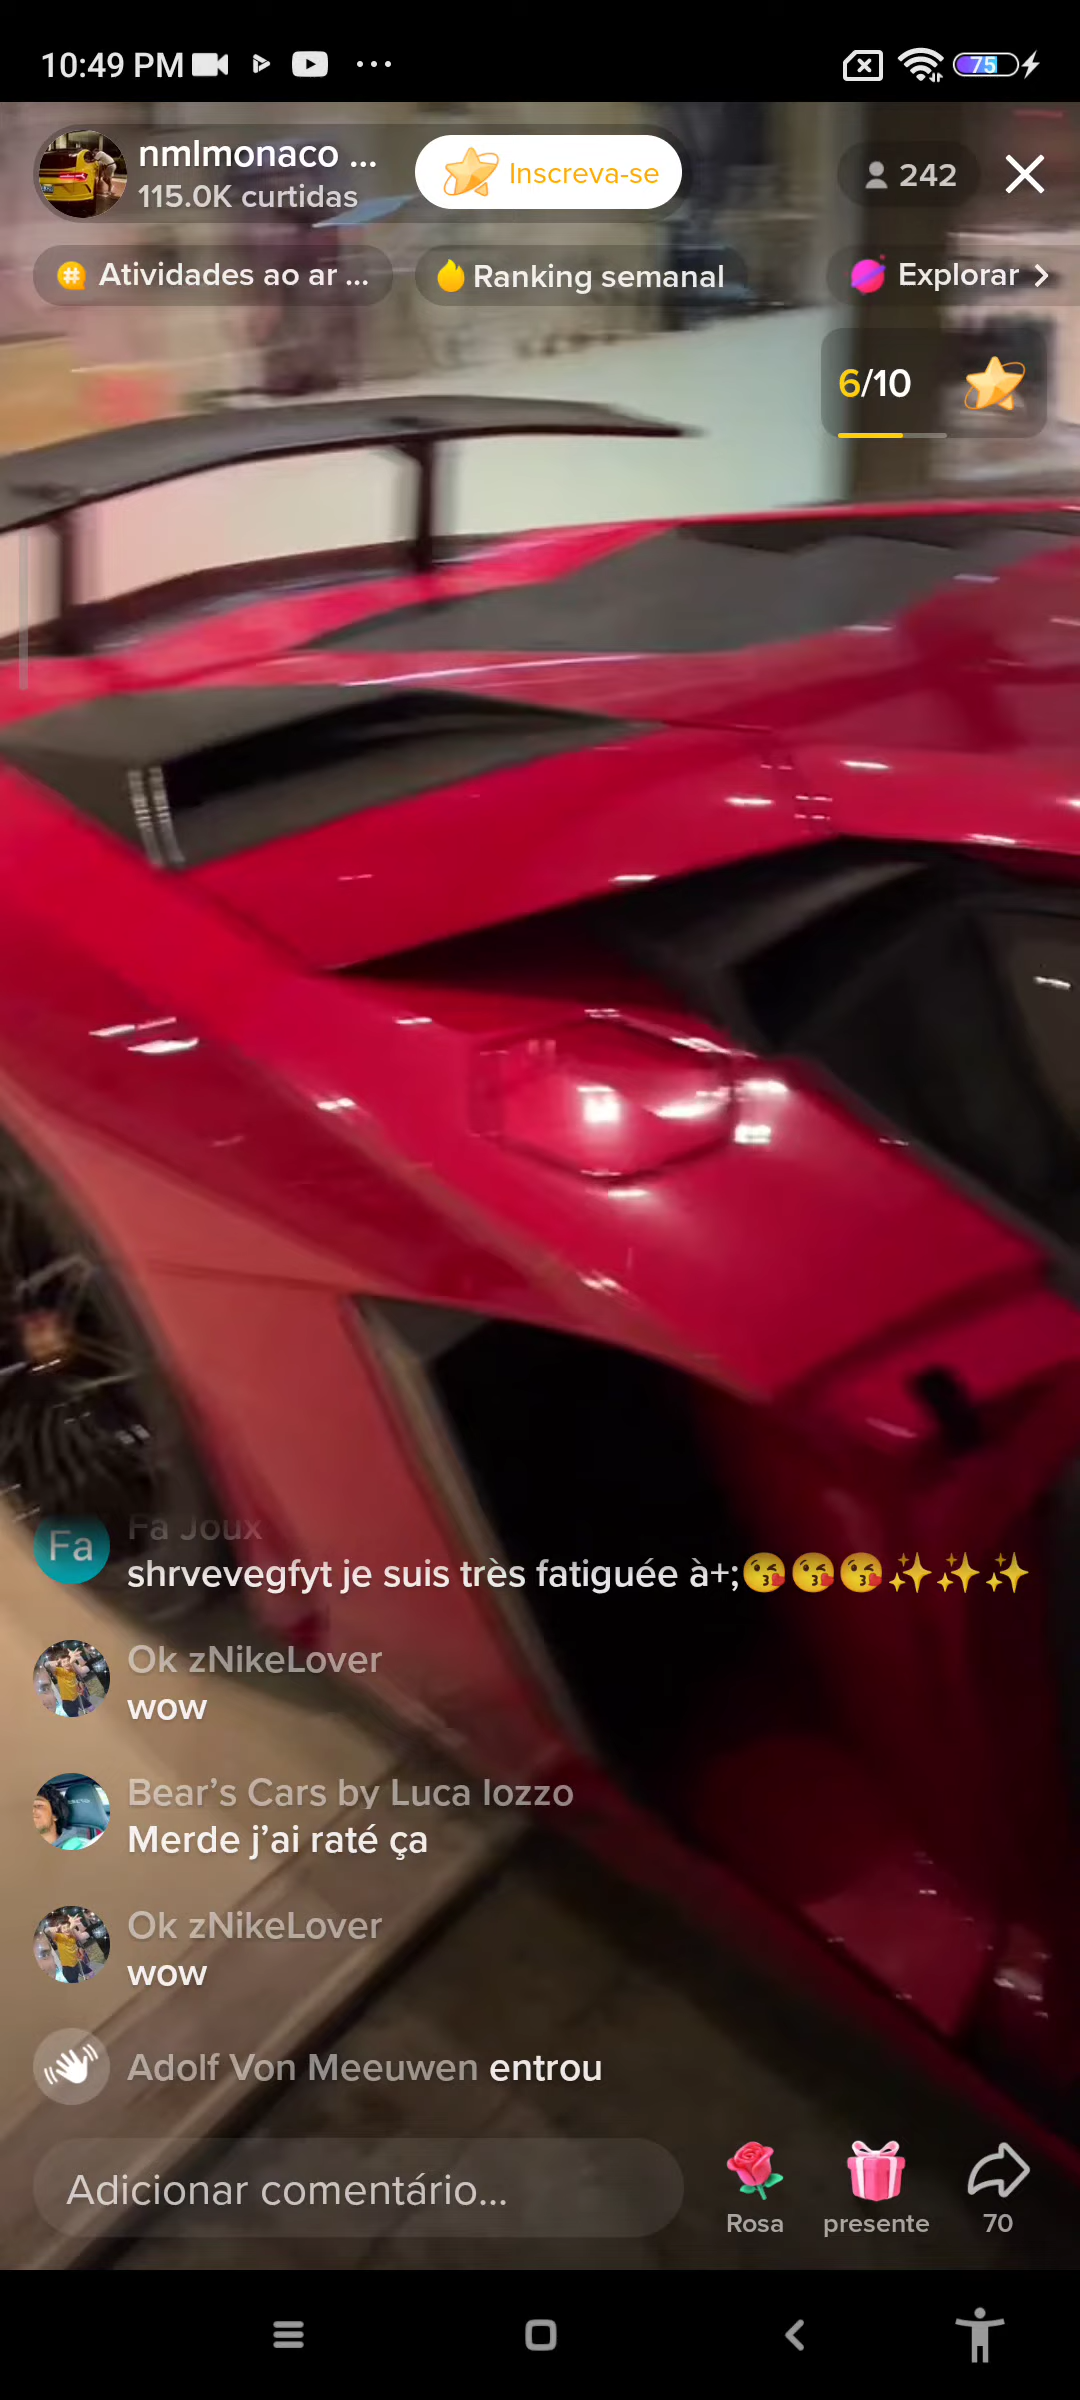 10:49 PM
75
nmlmonaco ...
115.0K curtidas
Inscreva-se
242
Atividades ao ar ...
Ranking semanal
Explorar
6/10
Fa Joux
Fa
shrvevegfyt je suis très fatiguée à+;😘😘😘✨✨✨
Ok zNikeLover
wow
Bear's Cars by Luca Iozzo
Merde j'ai raté ça
Ok zNikeLover
wow
Adolf Von Meeuwen entrou
Adicionar comentário...
Rosa
presente
70